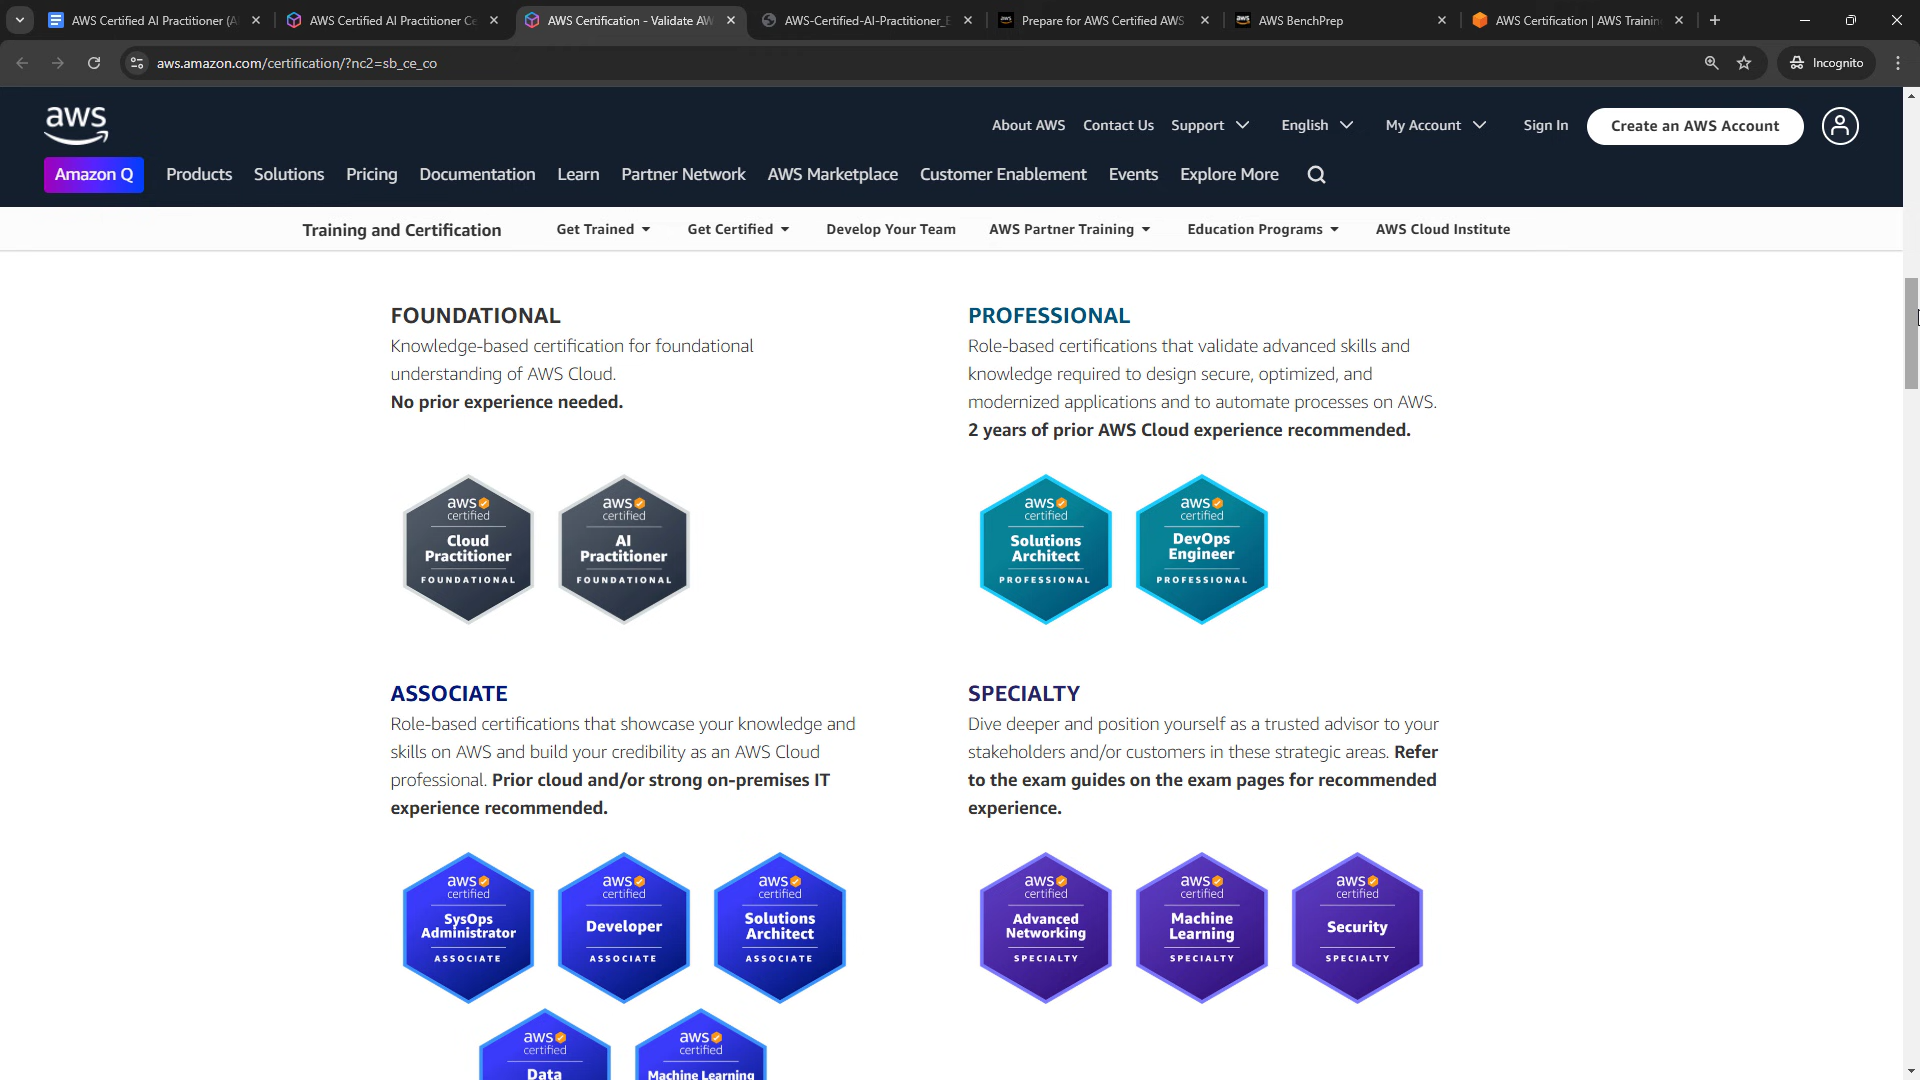 AWS Certified AI Practitioner (A
AWS Certified AI Practitioner Ce
AWS Certification - Validate AW
AWS-Certified-AI-Practitioner_E
Prepare for AWS Certified AWS
AWS BenchPrep
AWS Certification | AWS Trainin
aws.amazon.com/certification/?nc2=sb_ce_co
Incognito
aws
About AWS
Contact Us
Support
English
My Account
Sign In
Create an AWS Account
Amazon Q
Products
Solutions
Pricing
Documentation
Learn
Partner Network
AWS Marketplace
Customer Enablement
Events
Explore More
Training and Certification
Get Trained
Get Certified
Develop Your Team
AWS Partner Training
Education Programs
AWS Cloud Institute
FOUNDATIONAL
Knowledge-based certification for foundational
understanding of AWS Cloud.
No prior experience needed.
aws
certified
Cloud
Practitioner
FOUNDATIONAL
aws
certified
AI
Practitioner
FOUNDATIONAL
PROFESSIONAL
Role-based certifications that validate advanced skills and
knowledge required to design secure, optimized, and
modernized applications and to automate processes on AWS.
2 years of prior AWS Cloud experience recommended.
aws
certified
Solutions
Architect
PROFESSIONAL
aws
certified
DevOps
Engineer
PROFESSIONAL
ASSOCIATE
Role-based certifications that showcase your knowledge and
skills on AWS and build your credibility as an AWS Cloud
professional. Prior cloud and/or strong on-premises IT
experience recommended.
aws
certified
SysOps
Administrator
ASSOCIATE
aws
certified
Developer
ASSOCIATE
aws
certified
Solutions
Architect
ASSOCIATE
aws
certified
Data
aws
certified
Machine Learning
SPECIALTY
Dive deeper and position yourself as a trusted advisor to your
stakeholders and/or customers in these strategic areas. Refer
to the exam guides on the exam pages for recommended
experience.
aws
certified
Advanced
Networking
SPECIALTY
aws
certified
Machine
Learning
SPECIALTY
aws
certified
Security
SPECIALTY